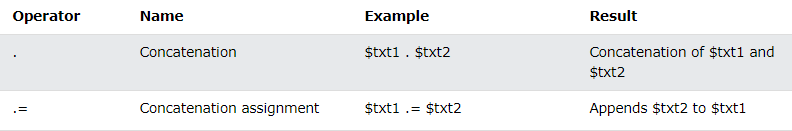 Operator Name Example Result
. Concatenation $txt1 . $txt2 Concatenation of $txt1 and
$txt2
.= Concatenation assignment $txt1 .= $txt2 Appends $txt2 to $txt1